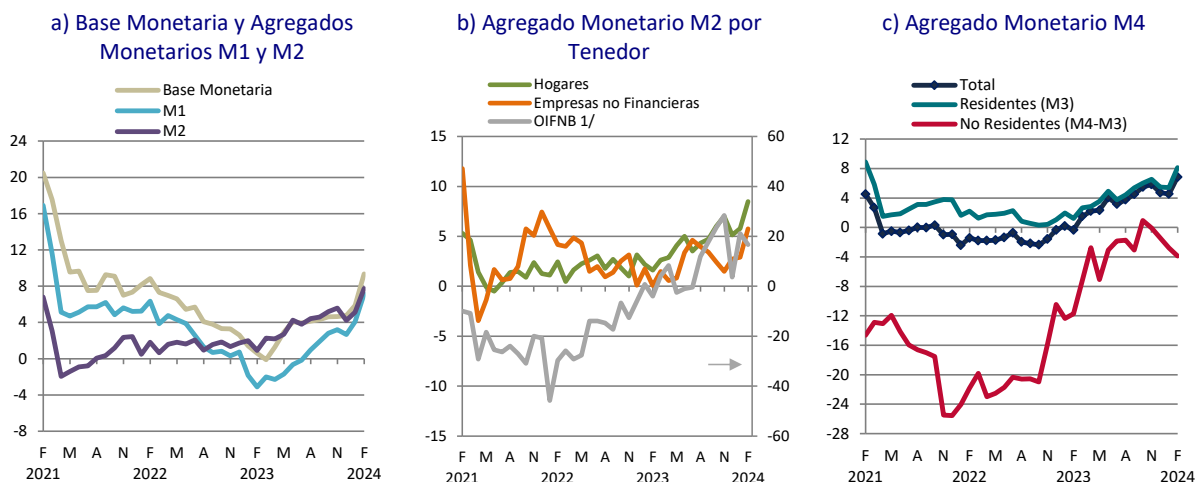 a) Base Monetaria y Agregados
Monetarios M1 y M2
Base Monetaria
M1
M2
24
20
16
12
8
4
0
-4
-8
F M A N F M A N F M A N F
2021 2022 2023 2024
b) Agregado Monetario M2 por
Tenedor
Hogares
Empresas no Financieras
OIFNB 1/
15 60
10 40
5 20
0 0
-5 -20
-10 -40
-15 -60
F M A N F M A N F M A N F
2021 2022 2023 2024
c) Agregado Monetario M4
Total
Residentes (M3)
No Residentes (M4-M3)
12
8
4
0
-4
-8
-12
-16
-20
-24
-28
F M A N F M A N F M A N F
2021 2022 2023 2024